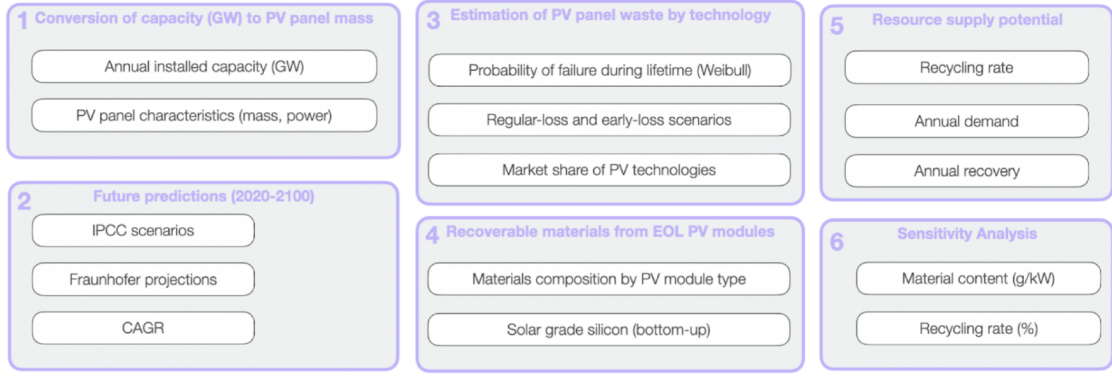 1 Conversion of capacity (GW) to PV panel mass
Annual installed capacity (GW)
PV panel characteristics (mass, power)
2 Future predictions (2020-2100)
IPCC scenarios
Fraunhofer projections
CAGR
3 Estimation of PV panel waste by technology
Probability of failure during lifetime (Weibull)
Regular-loss and early-loss scenarios
Market share of PV technologies
4 Recoverable materials from EOL PV modules
Materials composition by PV module type
Solar grade silicon (bottom-up)
5 Resource supply potential
Recycling rate
Annual demand
Annual recovery
6 Sensitivity Analysis
Material content (g/kW)
Recycling rate (%)